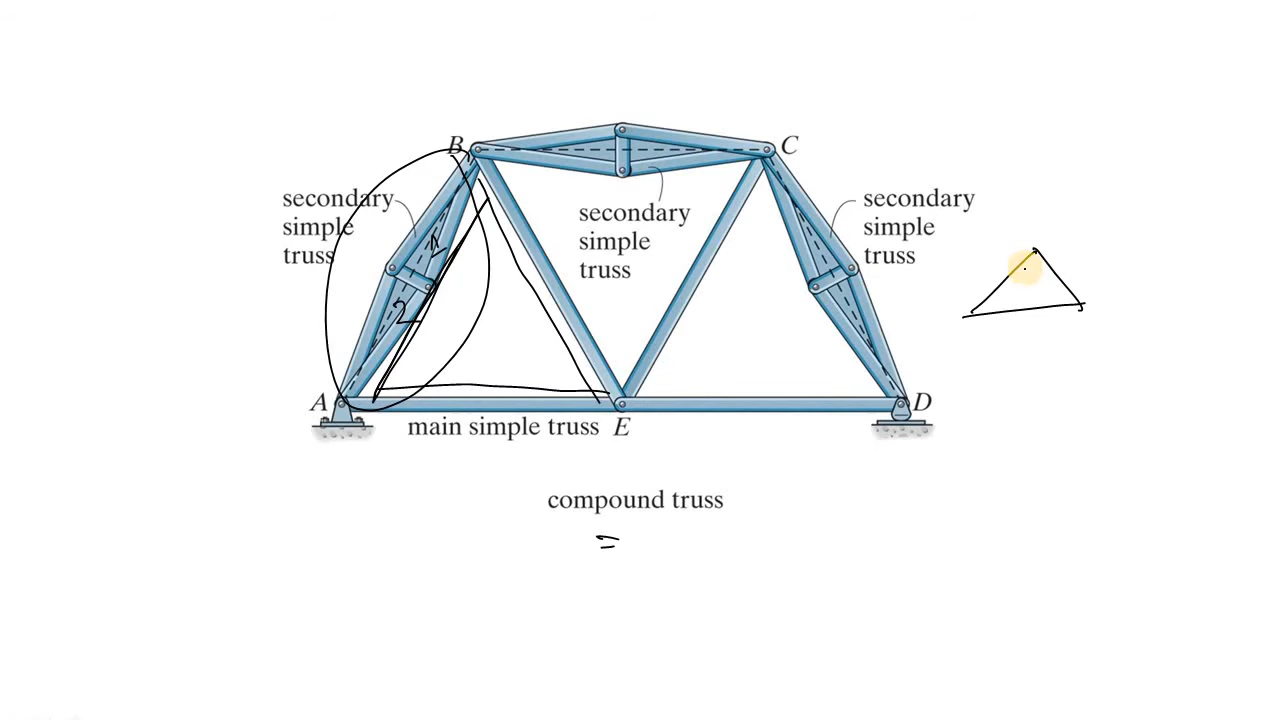 B
C
secondary
simple
truss
secondary
simple
truss
secondary
simple
truss
A
D
main simple truss E
compound truss